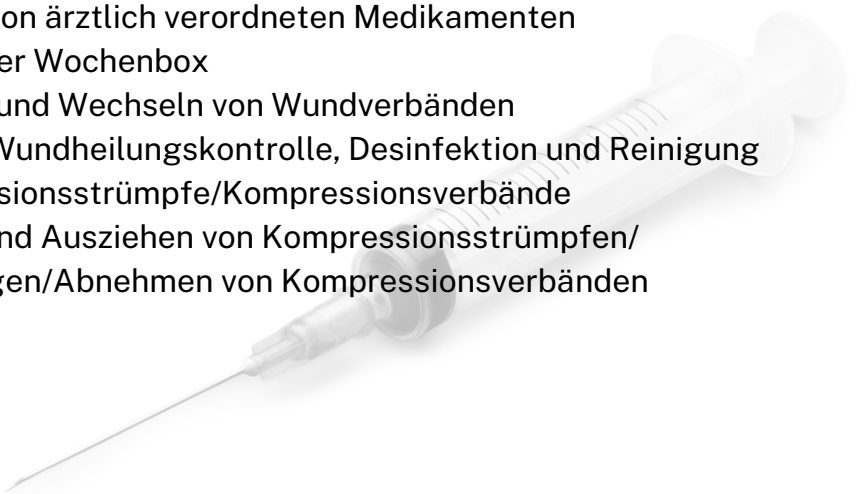 on ärztlich verordneten Medikamenten
er Wochenbox
und Wechseln von Wundverbänden
Wundheilungskontrolle, Desinfektion und Reinigung
sionsstrümpfe/Kompressionsverbände
nd Ausziehen von Kompressionsstrümpfen/
gen/Abnehmen von Kompressionsverbänden